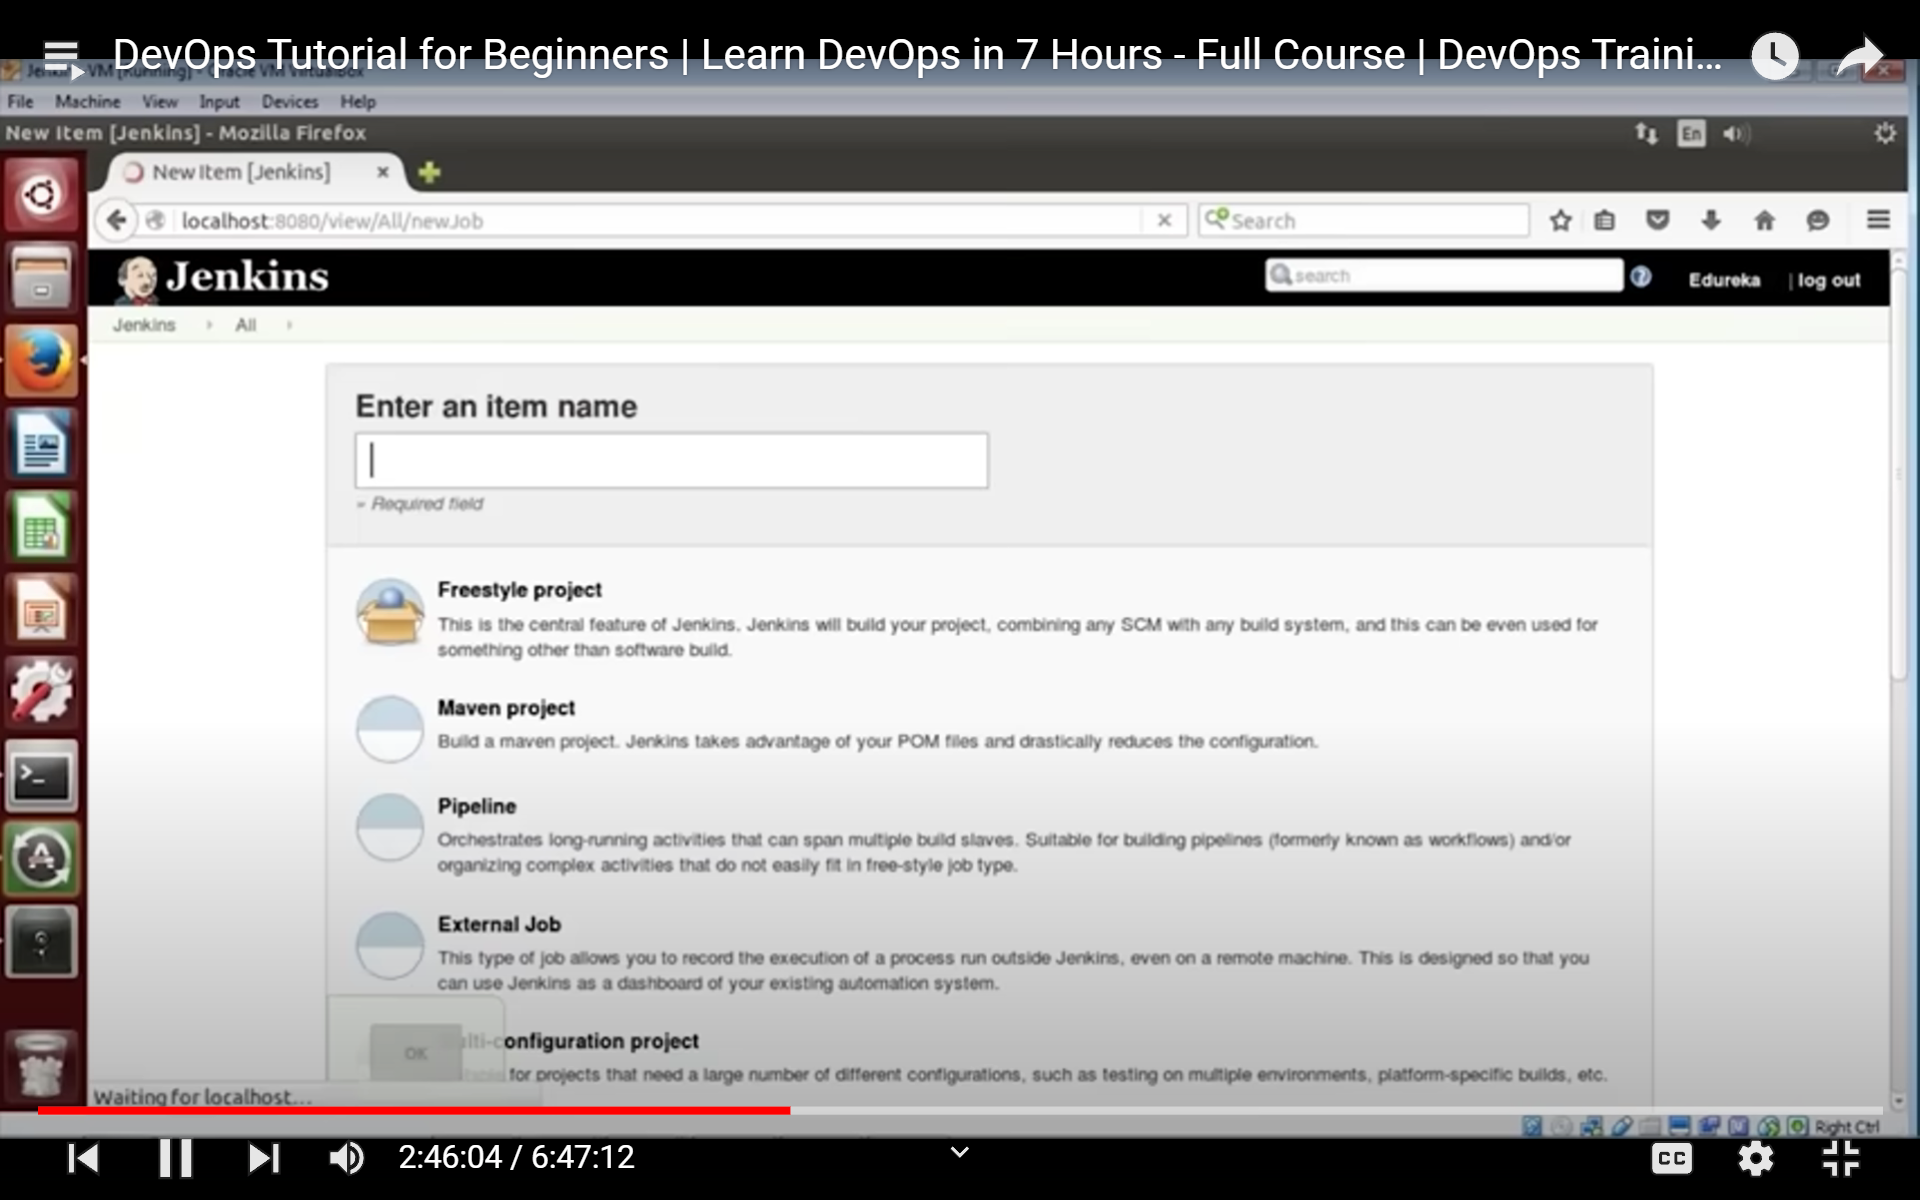 DevOps Tutorial for Beginners | Learn DevOps in 7 Hours - Full Course | DevOps Traini...
File Machine View Input Devices Help
New Item [Jenkins] - Mozilla Firefox
En
New Item [Jenkins]
localhost:8080/view/All/newJob
Search
Jenkins
search
Edureka
| log out
Jenkins
All
Enter an item name
» Required field
Freestyle project
This is the central feature of Jenkins. Jenkins will build your project, combining any SCM with any build system, and this can be even used for
something other than software build.
Maven project
Build a maven project. Jenkins takes advantage of your POM files and drastically reduces the configuration.
Pipeline
Orchestrates long-running activities that can span multiple build slaves. Suitable for building pipelines (formerly known as workflows) and/or
organizing complex activities that do not easily fit in free-style job type.
External Job
This type of job allows you to record the execution of a process run outside Jenkins, even on a remote machine. This is designed so that you
can use Jenkins as a dashboard of your existing automation system.
OK
configuration project
for projects that need a large number of different configurations, such as testing on multiple environments, platform-specific builds, etc.
Waiting for localhost...
Right Ctrl
2:46:04 / 6:47:12
CC